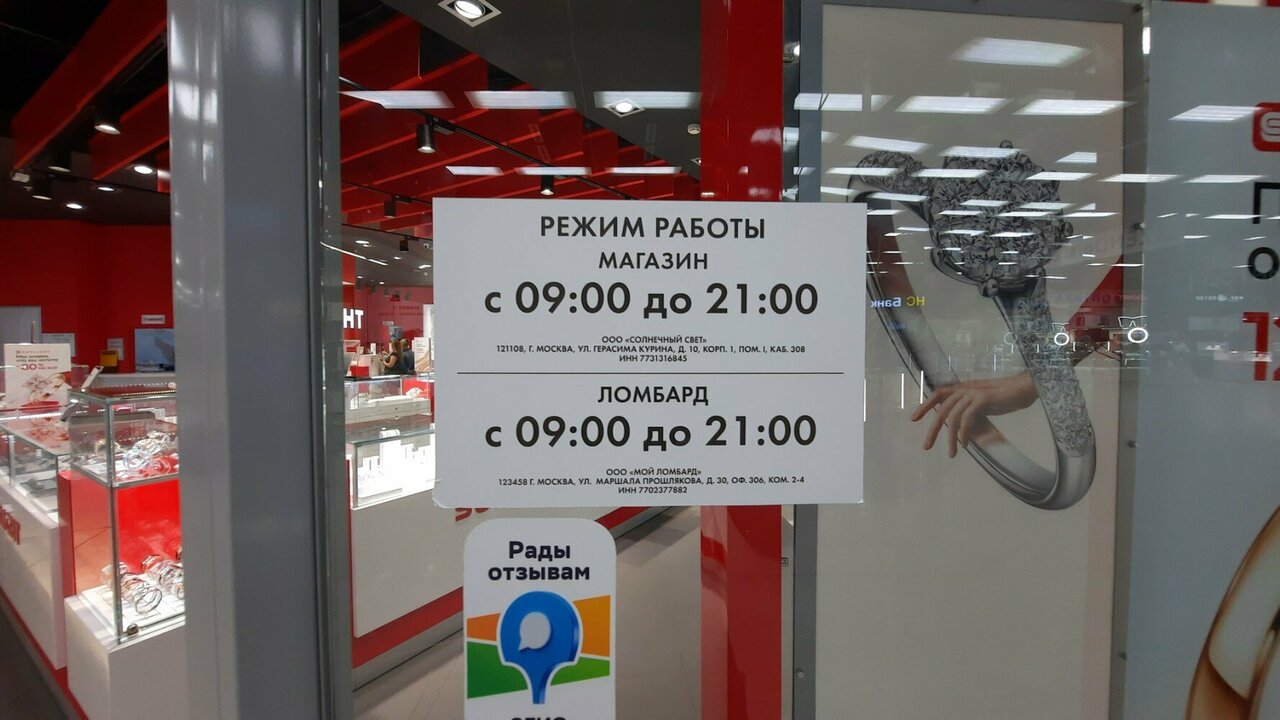 РЕЖИМ РАБОТЫ
МАГАЗИН
с 09:00 до 21:00
ООО «СОЛНЕЧНЫЙ СВЕТ»
121108, Г. МОСКВА, УЛ. ГЕРАСИМА КУРИНА, Д. 10, КОРП. 1, ПОМ. I, КАБ. 308
ИНН 7731316845
ЛОМБАРД
с 09:00 до 21:00
ООО «МОЙ ЛОМБАРД»
123458 Г. МОСКВА, УЛ. МАРШАЛА ПРОШЛЯКОВА, Д. 30, ОФ. 306, КОМ. 2-4
ИНН 7702377882
Рады
отзывам
НС Банк